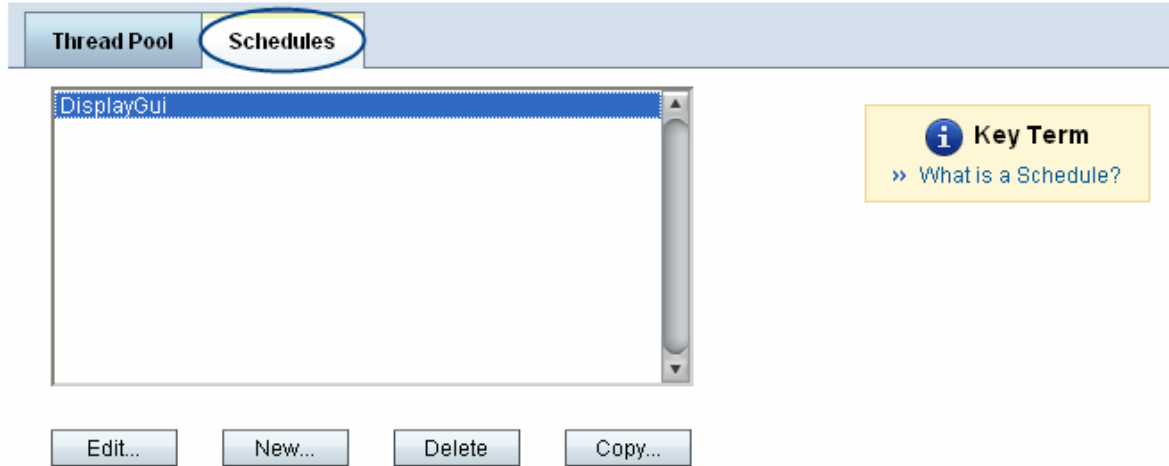 Thread Pool Schedules
DisplayGui
Key Term
» What is a Schedule?
Edit... New... Delete Copy...